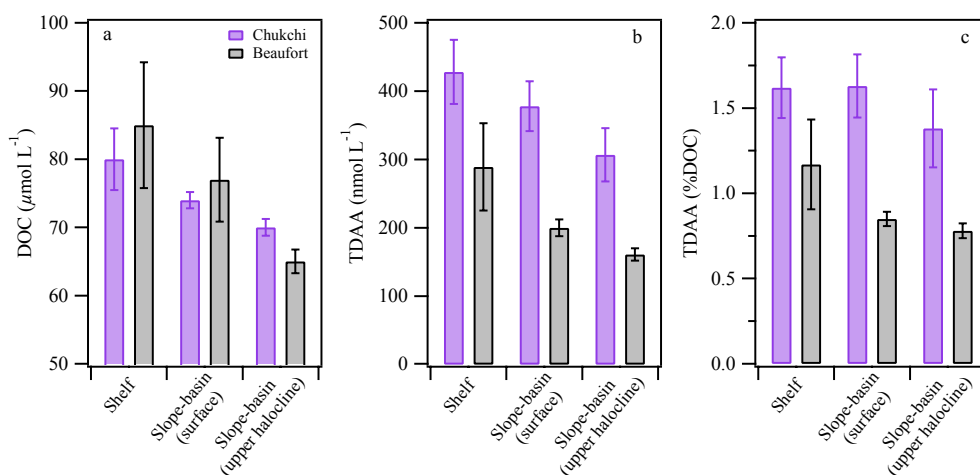 a
Chukchi
Beaufort
DOC (µmol L⁻¹)
100
90
80
70
60
50
Shelf
Slope-basin
(surface)
Slope-basin
(upper halocline)
b
TDAA (nmol L⁻¹)
500
400
300
200
100
0
Shelf
Slope-basin
(surface)
Slope-basin
(upper halocline)
c
TDAA (%DOC)
2.0
1.5
1.0
0.5
0.0
Shelf
Slope-basin
(surface)
Slope-basin
(upper halocline)